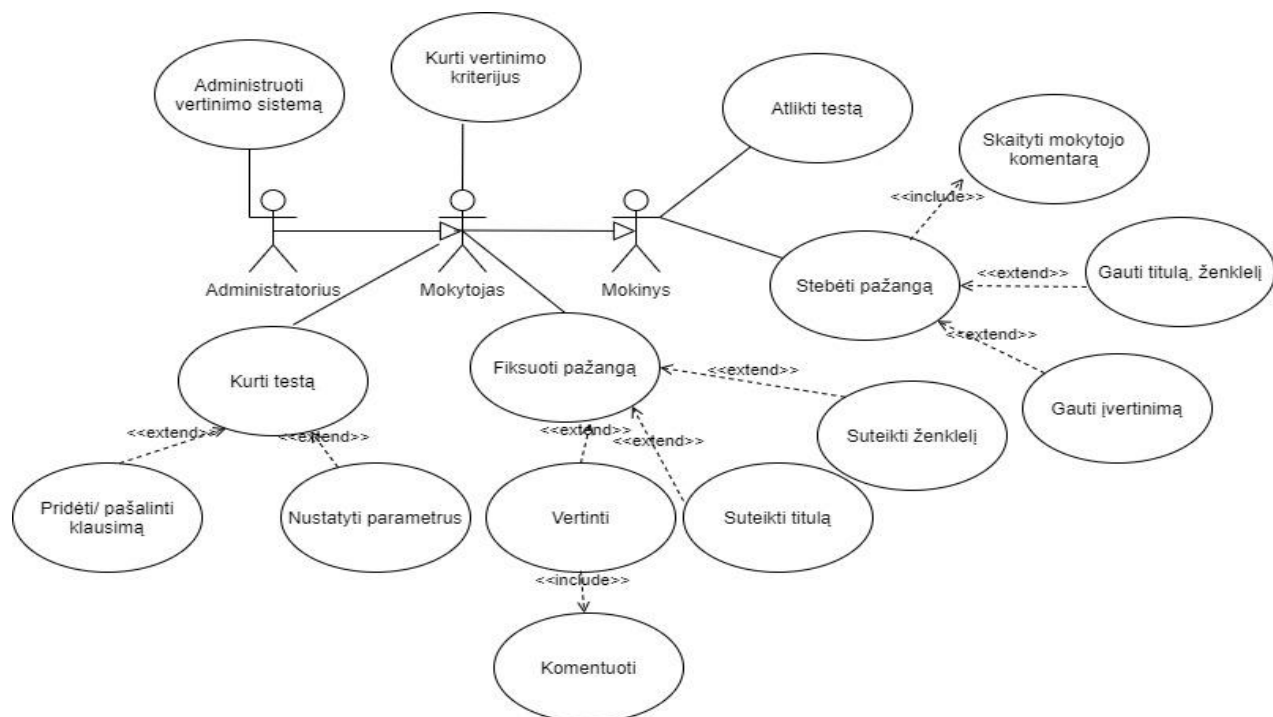 Kurti vertinimo
kriterijus
Administruoti
vertinimo sistemą
Atlikti testą
Skaityti mokytojo
komentarą
<<include>>
Administratorius
Mokytojas
Mokinys
Stebėti pažangą
<<extend>>
Gauti titulą, ženklelį
<<extend>>
Kurti testą
Fiksuoti pažangą
<<extend>>
Gauti įvertinimą
<<extend>>
<<extend>>
<<extend>>
<<extend>>
Suteikti ženklelį
Pridėti/ pašalinti
klausimą
Nustatyti parametrus
Vertinti
Suteikti titulą
<<include>>
Komentuoti